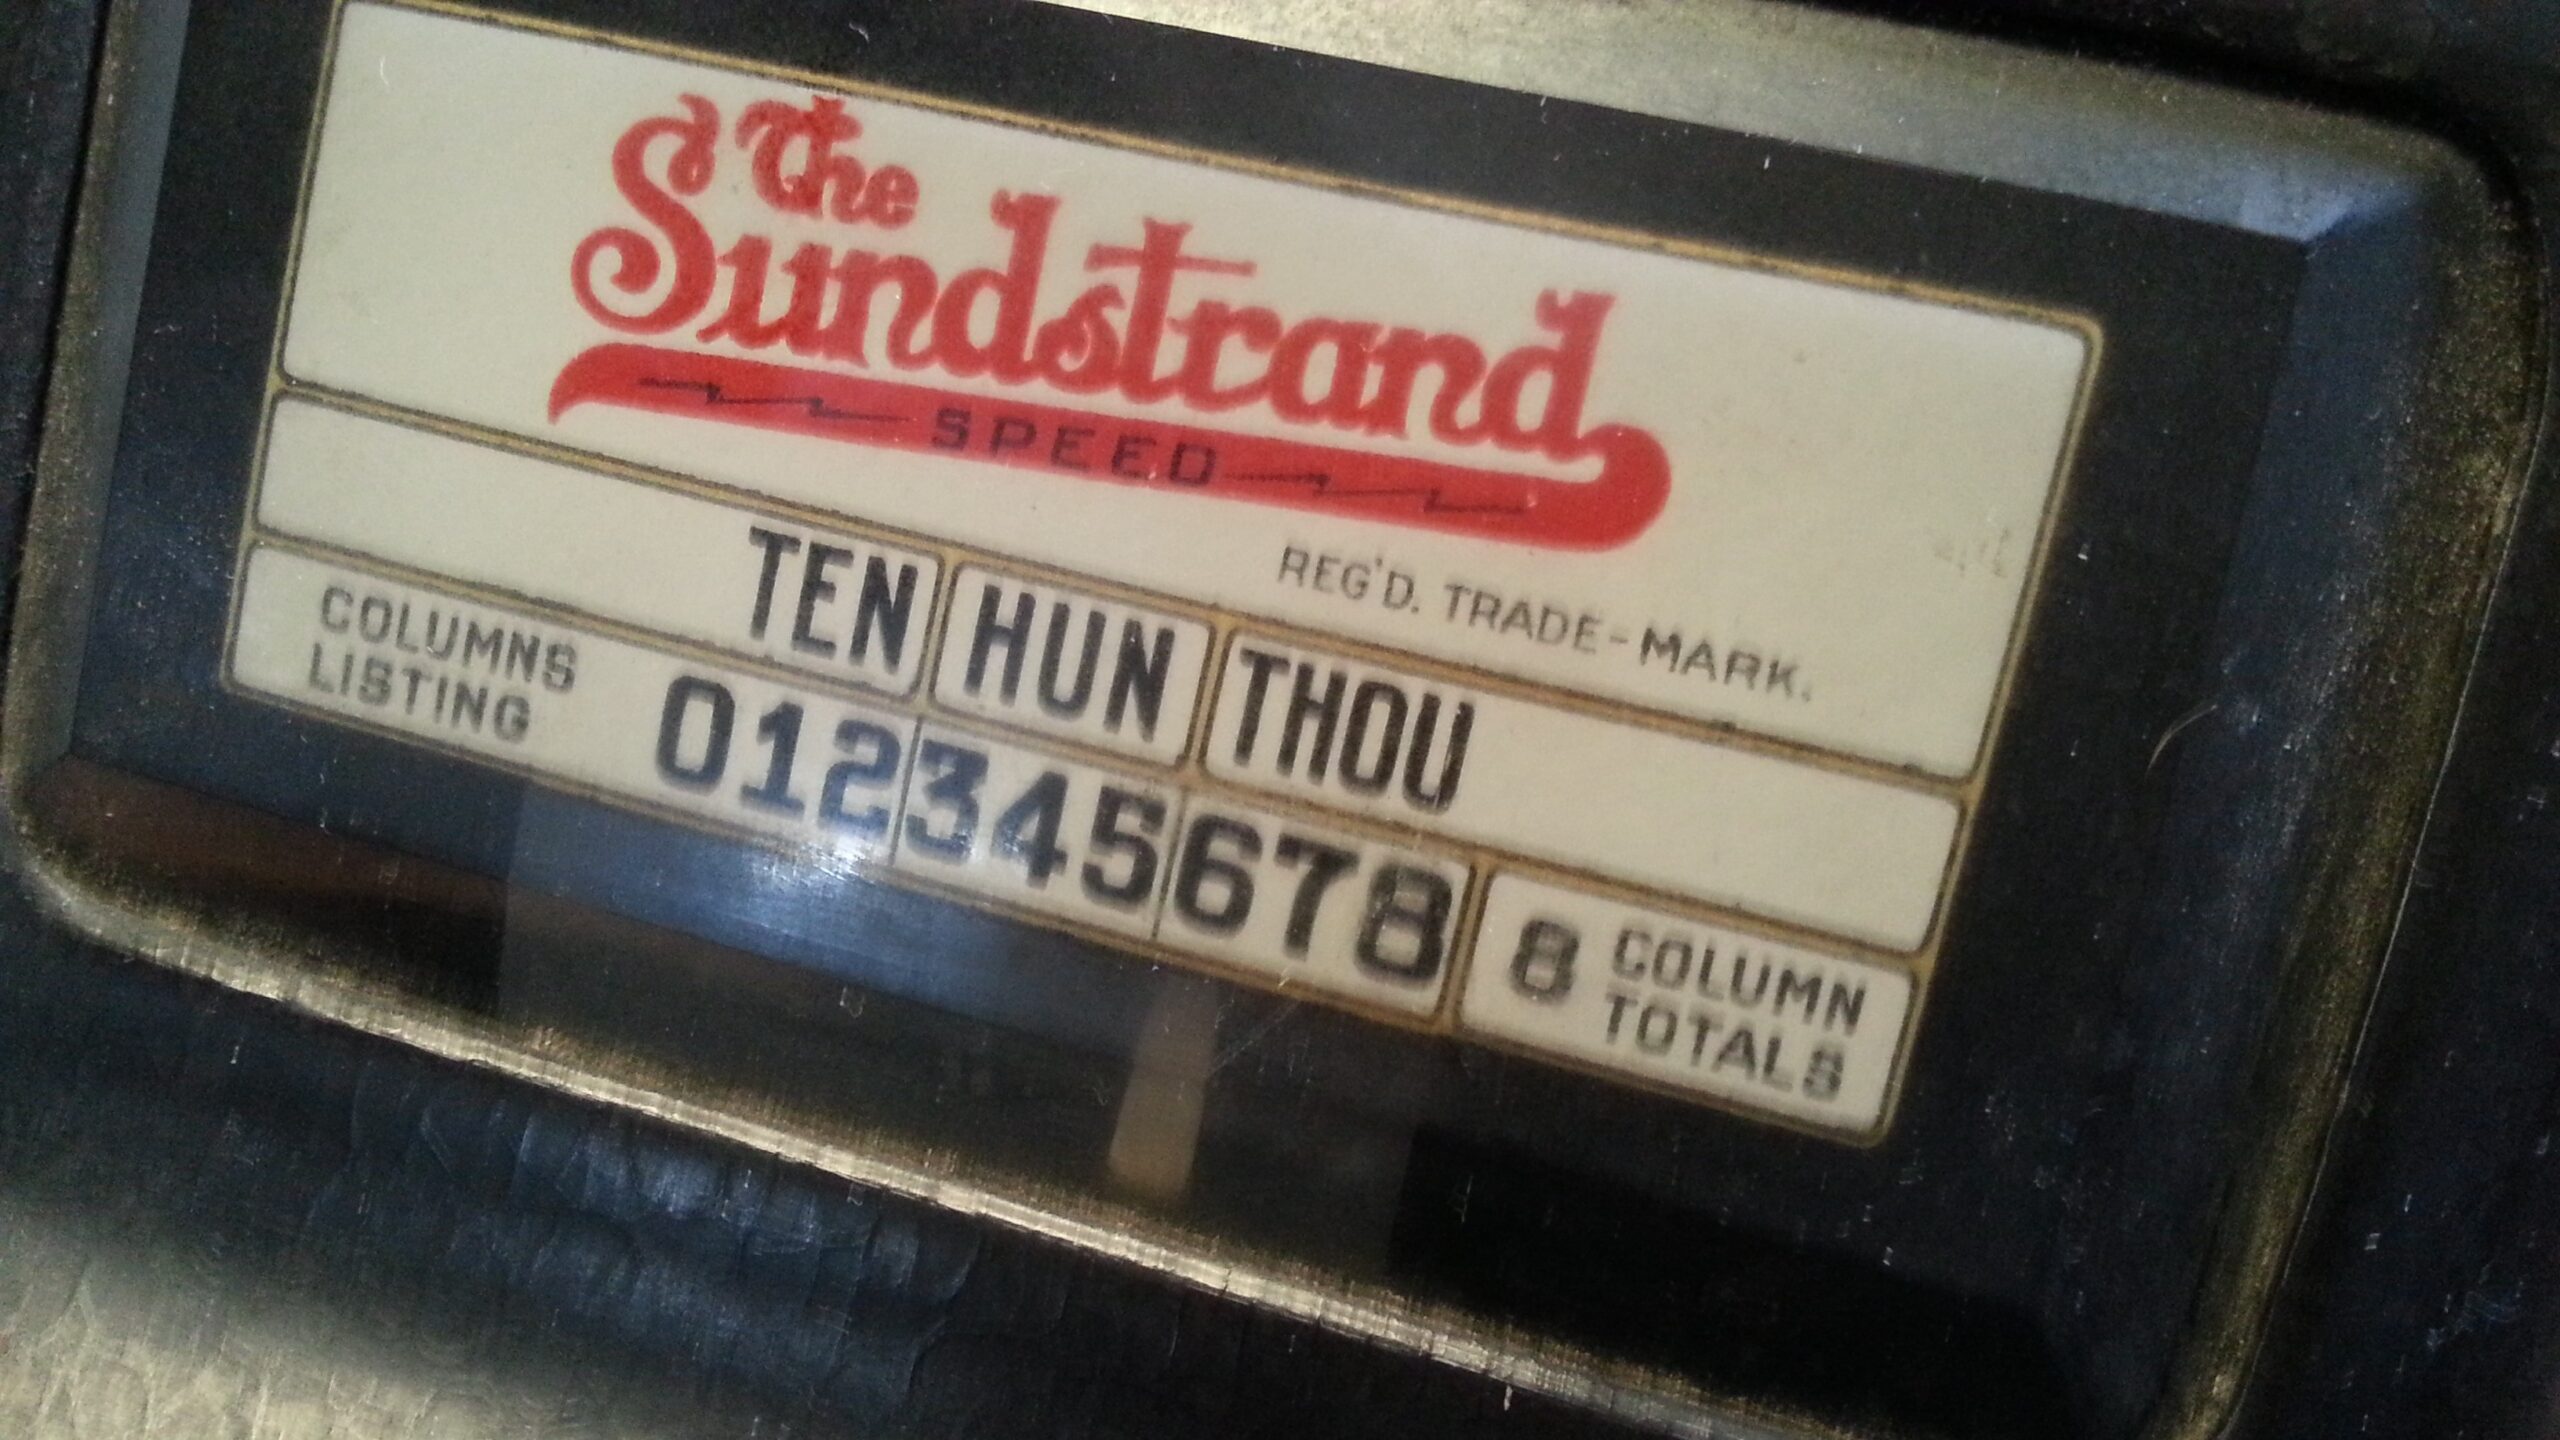 The
Sundstrand
SPEED
REG'D. TRADE-MARK.
TEN HUN THOU
COLUMNS
LISTING
012345678
8 COLUMN
TOTALS